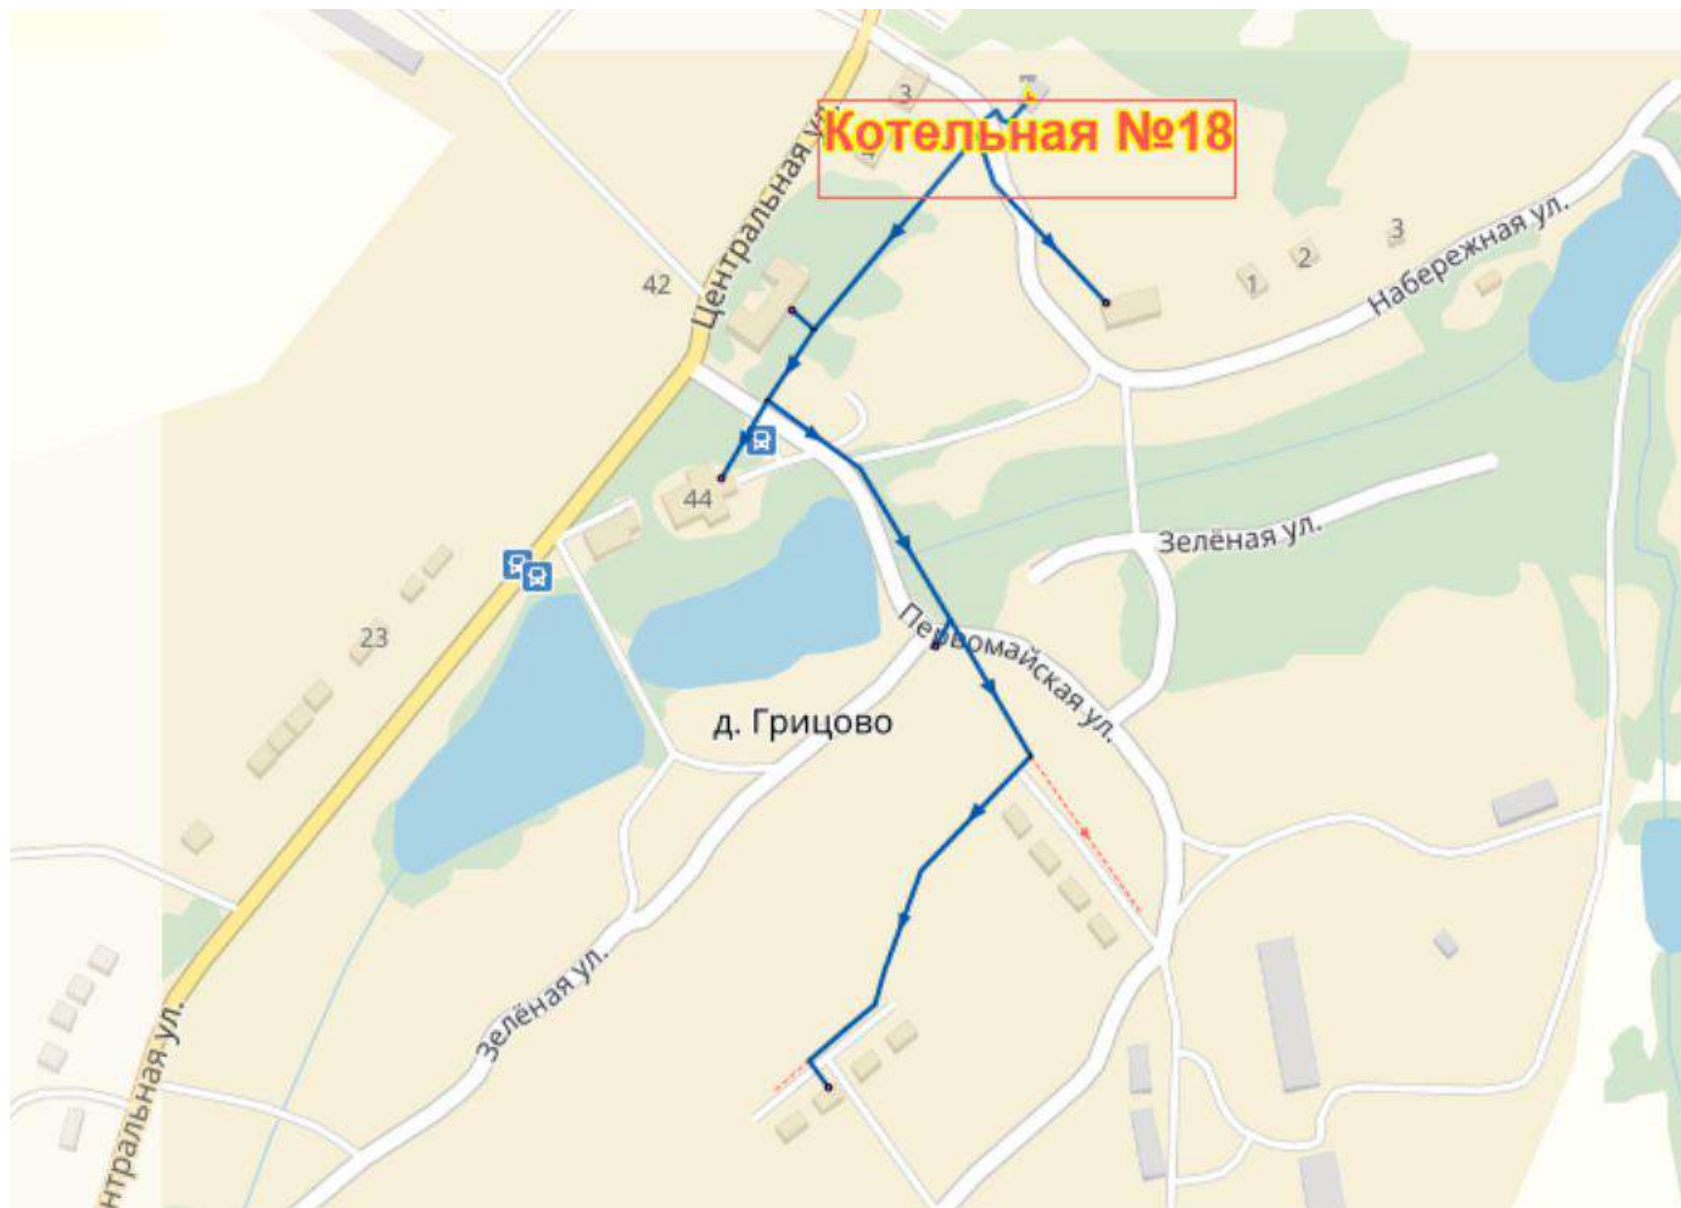 3
Котельная №18
Центральная ул.
42
1
2
3
Набережная ул.
44
Зелёная ул.
23
Первомайская ул.
д. Грицово
Зелёная ул.
нтральная ул.